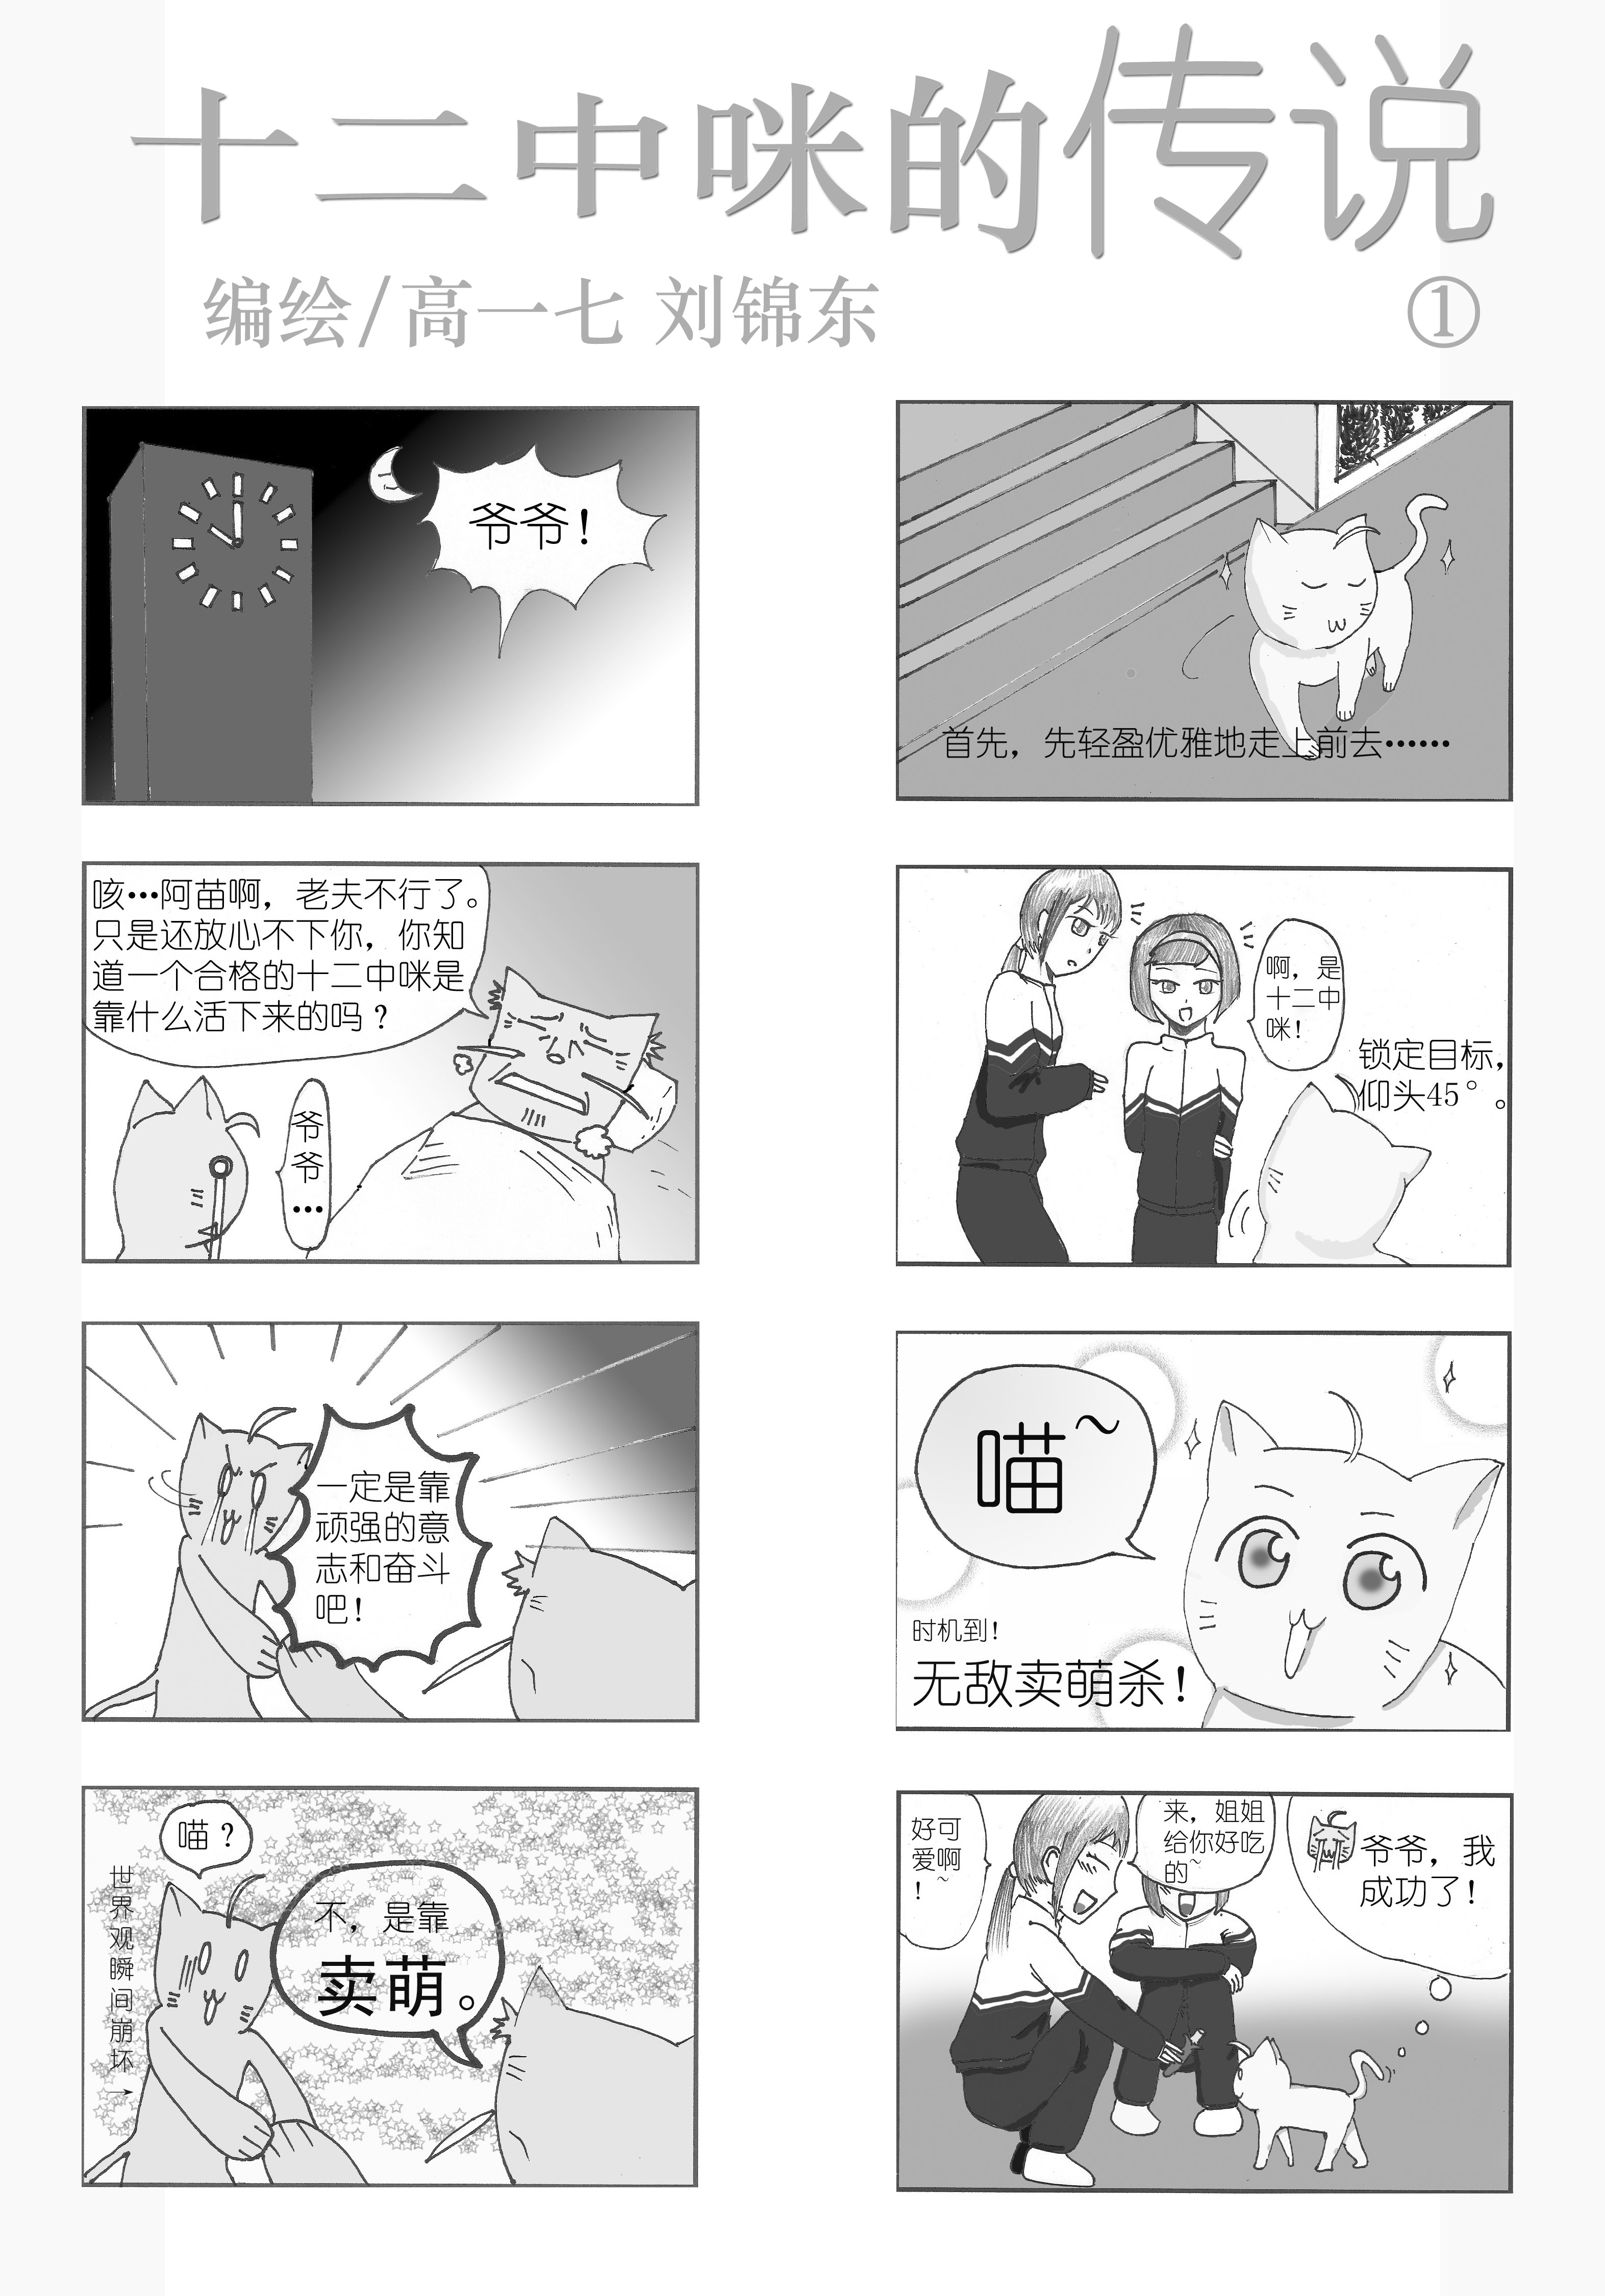 十二中咪的传说
编绘/高一七 刘锦东
①
爷爷！
咳…阿苗啊，老夫不行了。
只是还放心不下你，你知
道一个合格的十二中咪是
靠什么活下来的吗？
爷爷…
一定是靠
顽强的意
志和奋斗
吧！
喵？
世界观瞬间崩坏→
不，是靠
卖萌。
首先，先轻盈优雅地走上前去……
啊，是
十二中
咪！
锁定目标，
仰头45°。
喵~
时机到！
无敌卖萌杀！
好可
爱啊~
！
来，姐姐
给你好吃
的~
爷爷，我
成功了！